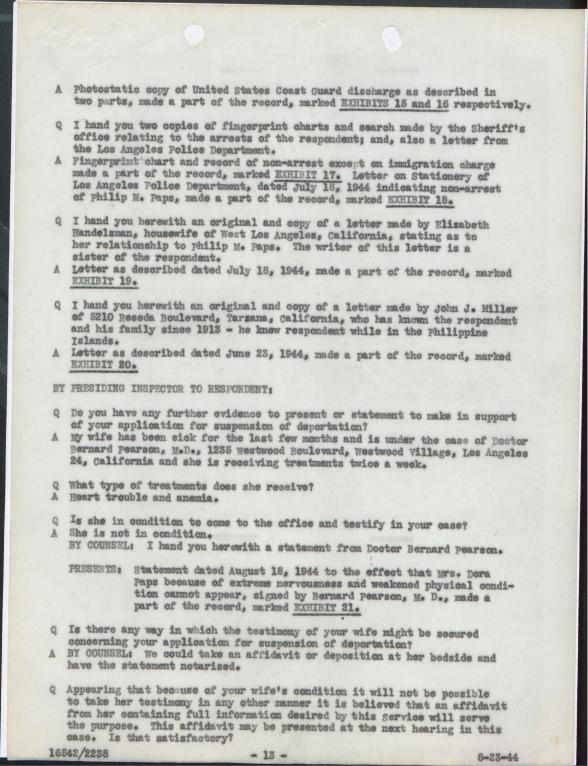 A Photostatic copy of United States Coast Guard discharge as described in
two parts, made a part of the record, marked EXHIBITS 15 and 16 respectively.
Q I hand you two copies of fingerprint charts and search made by the Sheriff's
office relating to the arrests of the respondent; and, also a letter from
the Los Angeles Police Department.
A Fingerprint chart and record of non-arrest except on immigration charge
made a part of the record, marked EXHIBIT 17. Letter on Stationery of
Los Angeles Police Department, dated July 18, 1944 indicating non-arrest
of Philip M. Paps, made a part of the record, marked EXHIBIT 18.
Q I hand you herewith an original and copy of a letter made by Elizabeth
Handelsman, housewife of West Los Angeles, California, stating as to
her relationship to Philip M. Paps. The writer of this letter is a
sister of the respondent.
A Letter as described dated July 18, 1944, made a part of the record, marked
EXHIBIT 19.
Q I hand you herewith an original and copy of a letter made by John J. Miller
of 5210 Reseda Boulevard, Tarzana, California, who has known the respondent
and his family since 1913 - he knew respondent while in the Philippine
Islands.
A Letter as described dated June 23, 1944, made a part of the record, marked
EXHIBIT 20.
BY PRESIDING INSPECTOR TO RESPONDENT:
Q Do you have any further evidence to present or statement to make in support
of your application for suspension of deportation?
A My wife has been sick for the last few months and is under the case of Doctor
Bernard Pearson, M.D., 1235 Westwood Boulevard, Westwood Village, Los Angeles
24, California and she is receiving treatments twice a week.
Q What type of treatments does she receive?
A Heart trouble and anemia.
Q Is she in condition to come to the office and testify in your case?
A She is not in condition.
BY COUNSEL: I hand you herewith a statement from Doctor Bernard Pearson.
PRESENTS: Statement dated August 18, 1944 to the effect that Mrs. Dora
Paps because of extreme nervousness and weakened physical condi-
tion cannot appear, signed by Bernard Pearson, M. D., made a
part of the record, marked EXHIBIT 21.
Q Is there any way in which the testimony of your wife might be secured
concerning your application for suspension of deportation?
A BY COUNSEL: We could take an affidavit or deposition at her bedside and
have the statement notarized.
Q Appearing that because of your wife's condition it will not be possible
to take her testimony in any other manner it is believed that an affidavit
from her containing full information desired by this Service will serve
the purpose. This affidavit may be presented at the next hearing in this
case. Is that satisfactory?
16542/2238 - 13 - 8-23-44